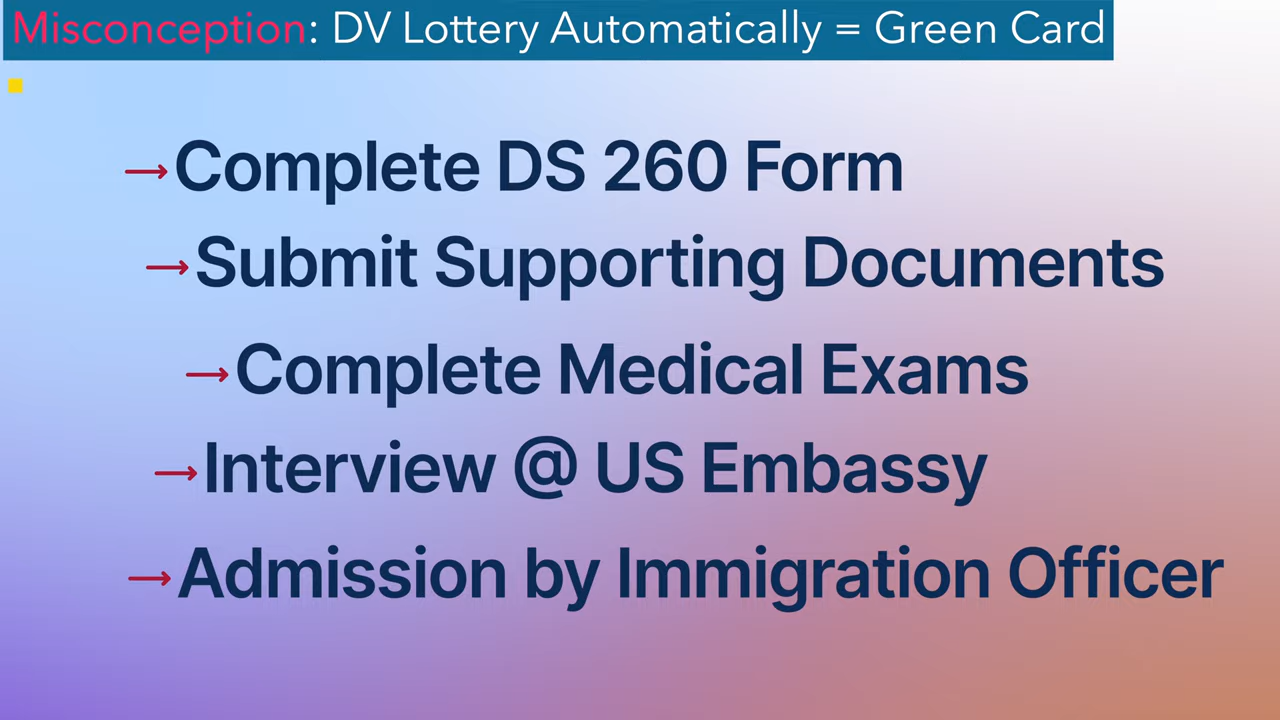 Misconception: DV Lottery Automatically = Green Card
→Complete DS 260 Form
→Submit Supporting Documents
→Complete Medical Exams
→Interview @ US Embassy
→Admission by Immigration Officer